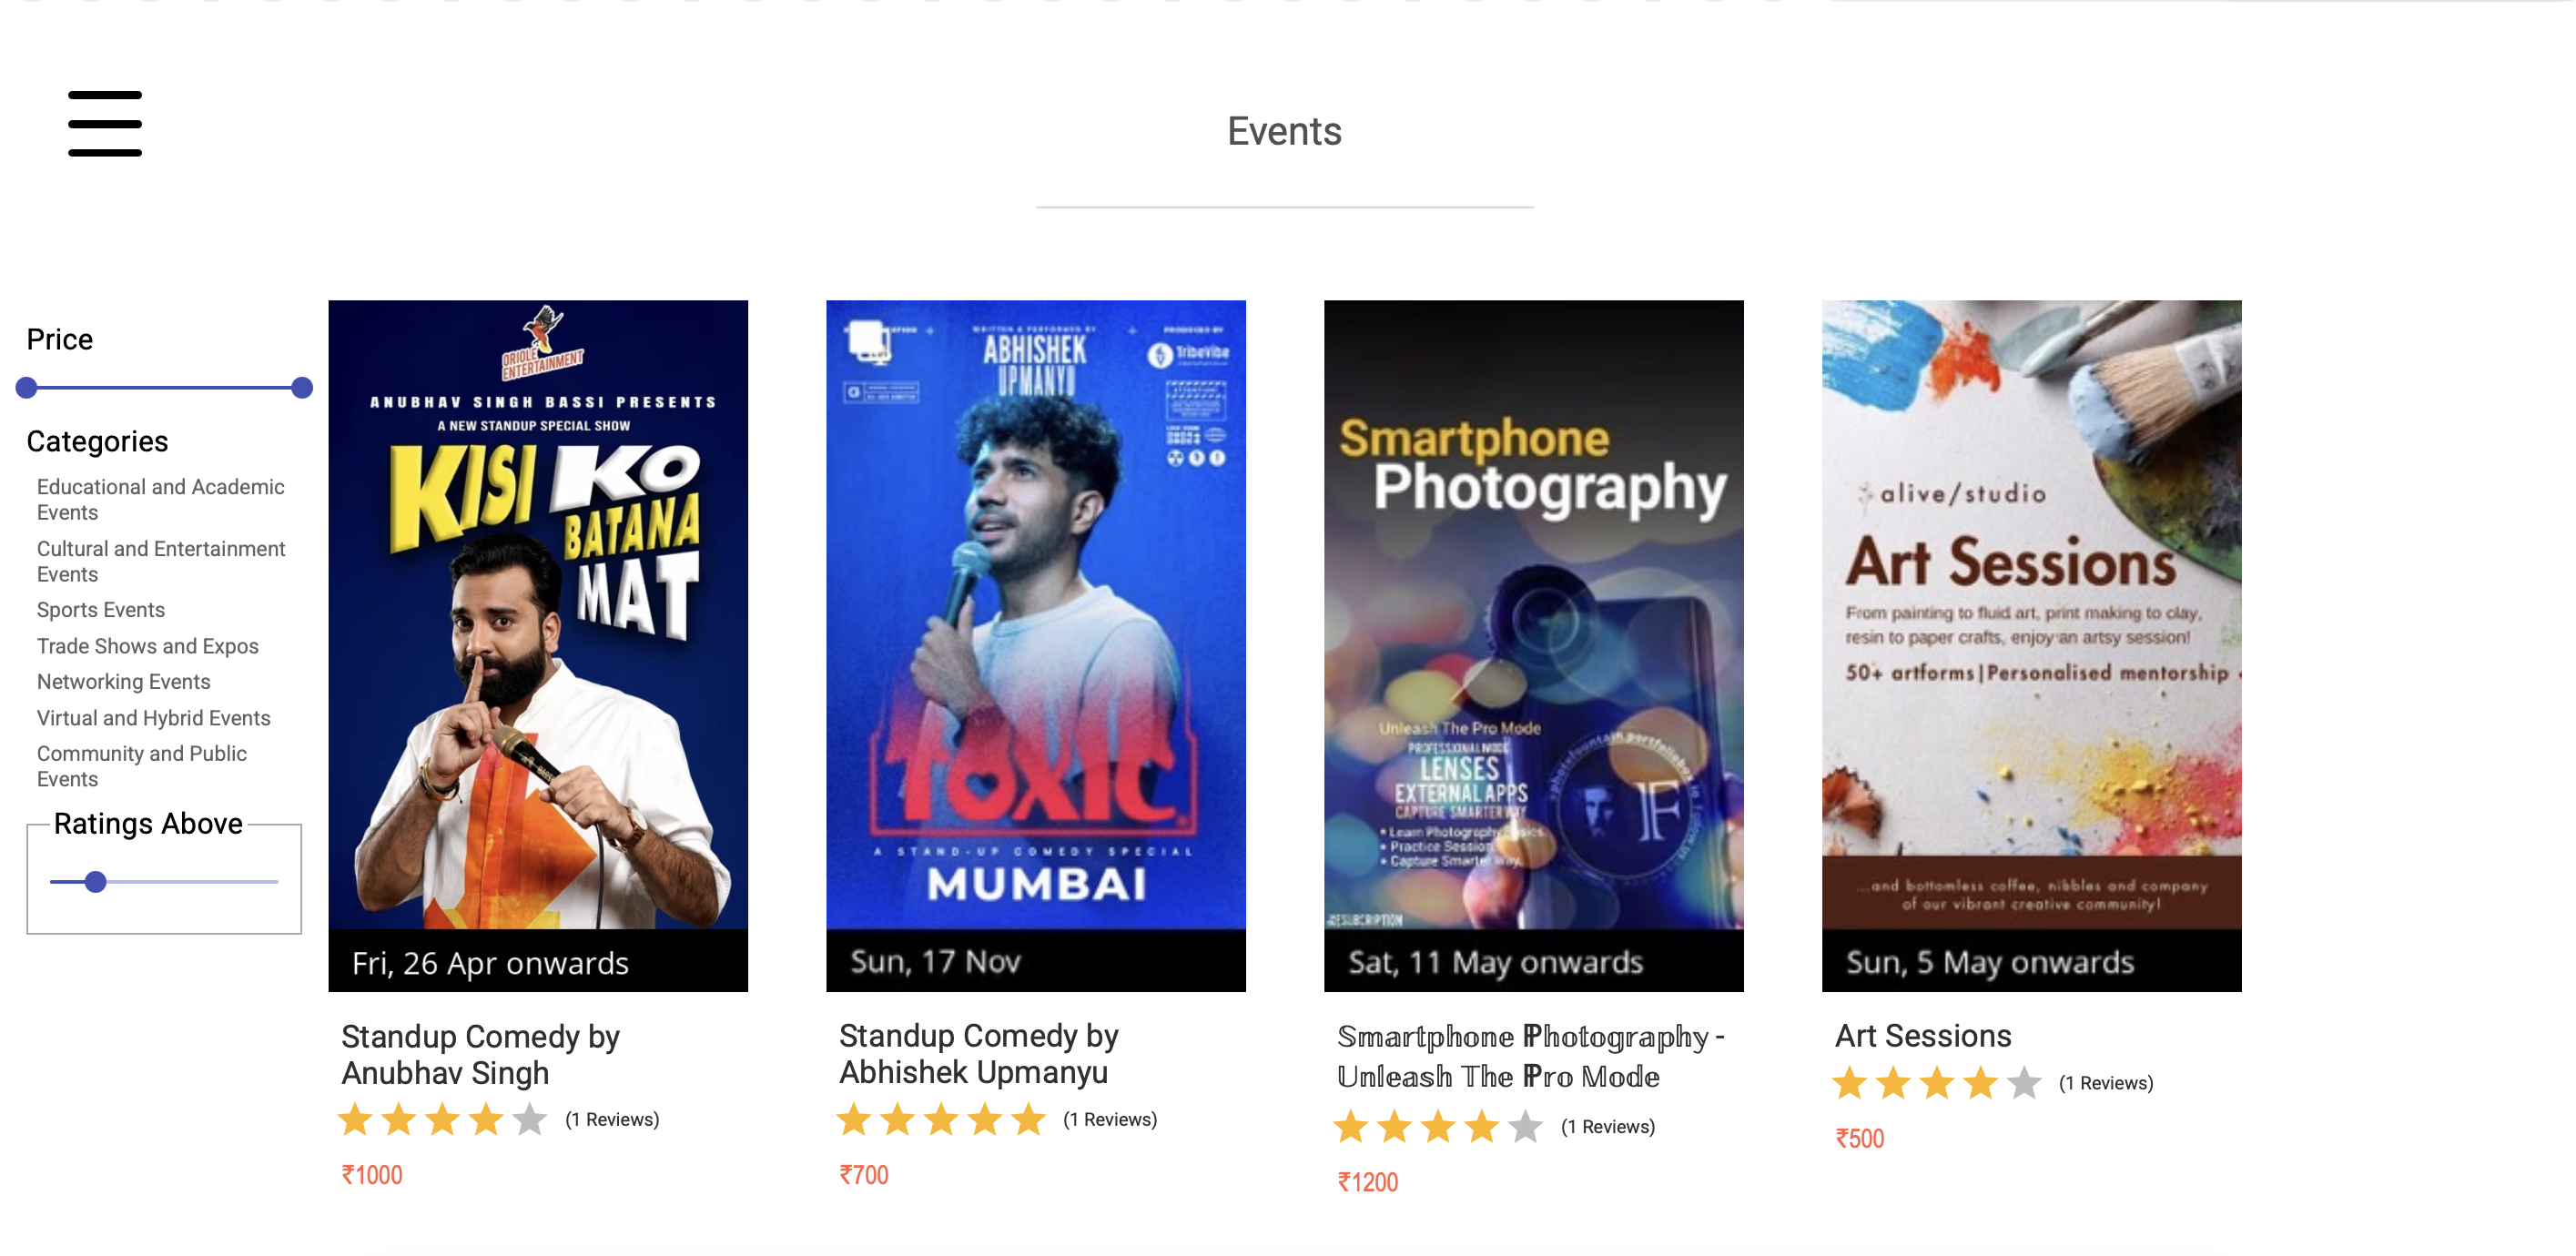 Events
Price
Categories
Educational and Academic
Events
Cultural and Entertainment
Events
Sports Events
Trade Shows and Expos
Networking Events
Virtual and Hybrid Events
Community and Public
Events
Ratings Above
ORIOLE
ENTERTAINMENT
ANUBHAV SINGH BASSI PRESENTS
A NEW STANDUP SPECIAL SHOW
KISI KO
BATANA
MAT
Fri, 26 Apr onwards
Standup Comedy by
Anubhav Singh
(1 Reviews)
₹1000
WRITTEN & PERFORMED BY
PRODUCED BY
ABHISHEK
UPMANYU
TribeVibe
TOXIC
A STAND-UP COMEDY SPECIAL
MUMBAI
Sun, 17 Nov
Standup Comedy by
Abhishek Upmanyu
(1 Reviews)
₹700
Smartphone
Photography
Unleash The Pro Mode
PROFESSIONAL MODE
LENSES
EXTERNAL APPS
CAPTURE SMARTER WAY
• Learn Photography
• Practice Session
• Capture Smarter Way
Sat, 11 May onwards
𝕊martphone ℙhotography -
𝕌nleash 𝕋he ℙro 𝕄ode
(1 Reviews)
₹1200
alive/studio
Art Sessions
From painting to fluid art, print making to clay,
resin to paper crafts, enjoy an artsy session!
50+ artforms|Personalised mentorship
...and bottomless coffee, nibbles and company
of our vibrant creative community!
Sun, 5 May onwards
Art Sessions
(1 Reviews)
₹500